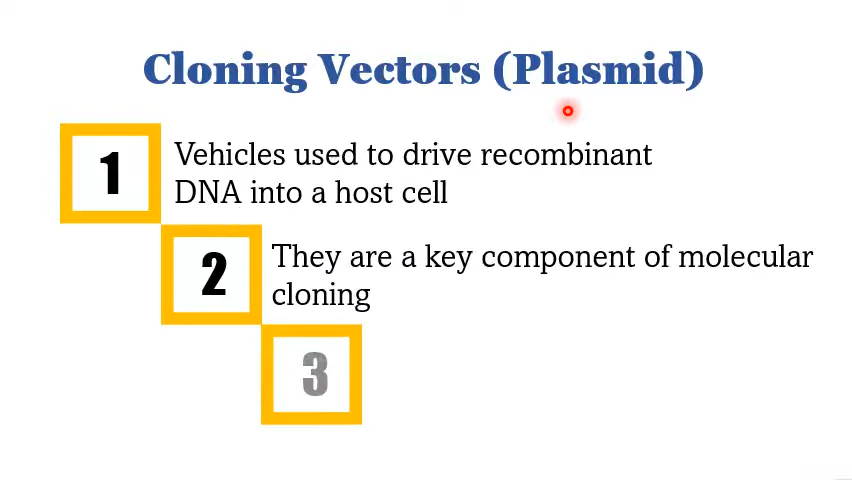 Cloning Vectors (Plasmid)
1
Vehicles used to drive recombinant
DNA into a host cell
2
They are a key component of molecular
cloning
3